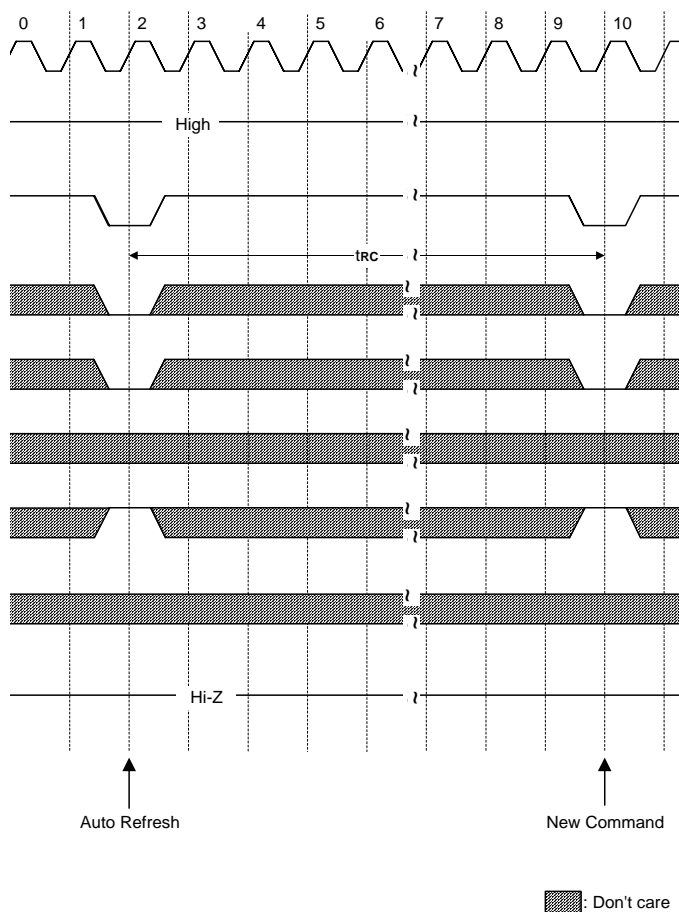 0 1 2 3 4 5 6 7 8 9 10
High
tRC
Hi-Z
Auto Refresh New Command
: Don't care